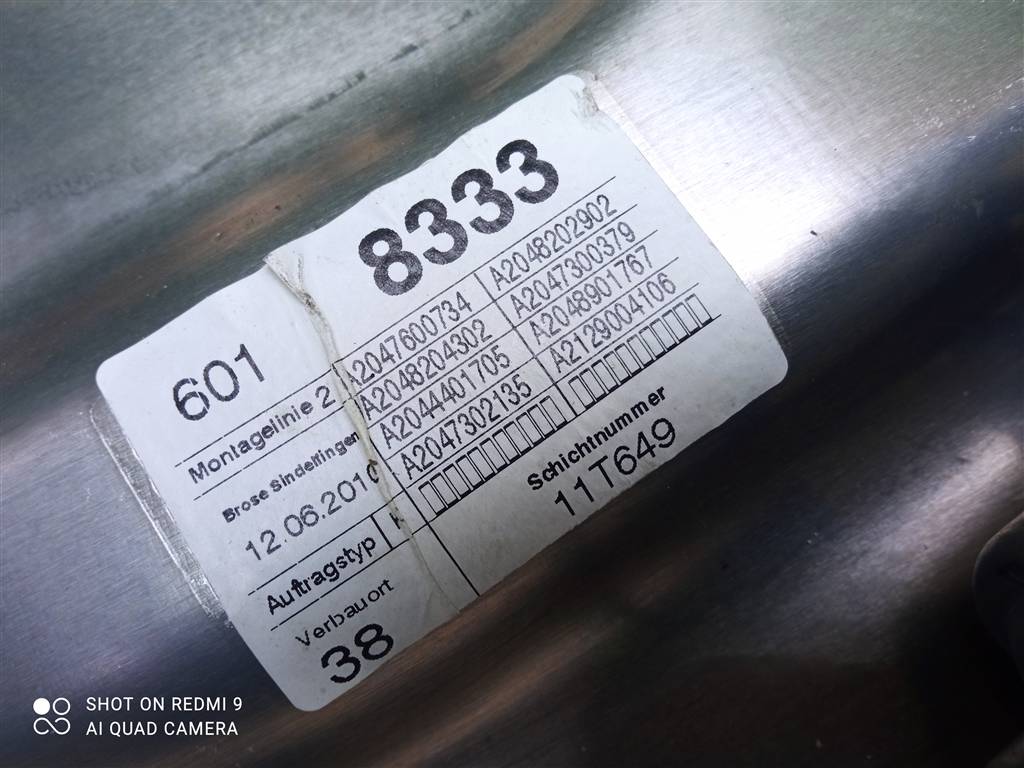 8333
601
Montagelinie 2
Brose Sindelfingen
12.06.2010
Auftragstyp
Verbauort
38
A2047600734 A2048202902
A2048204302 A2047300379
A2044401705 A2048901767
A2047302135 A2129004106
Schichtnummer
11T649
SHOT ON REDMI 9
AI QUAD CAMERA